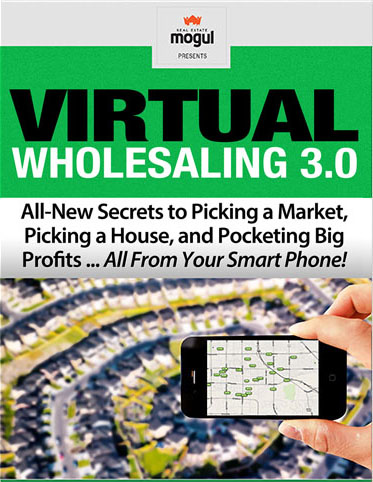 REAL ESTATE
mogul
PRESENTS
VIRTUAL
WHOLESALING 3.0
All-New Secrets to Picking a Market,
Picking a House, and Pocketing Big
Profits ... All From Your Smart Phone!